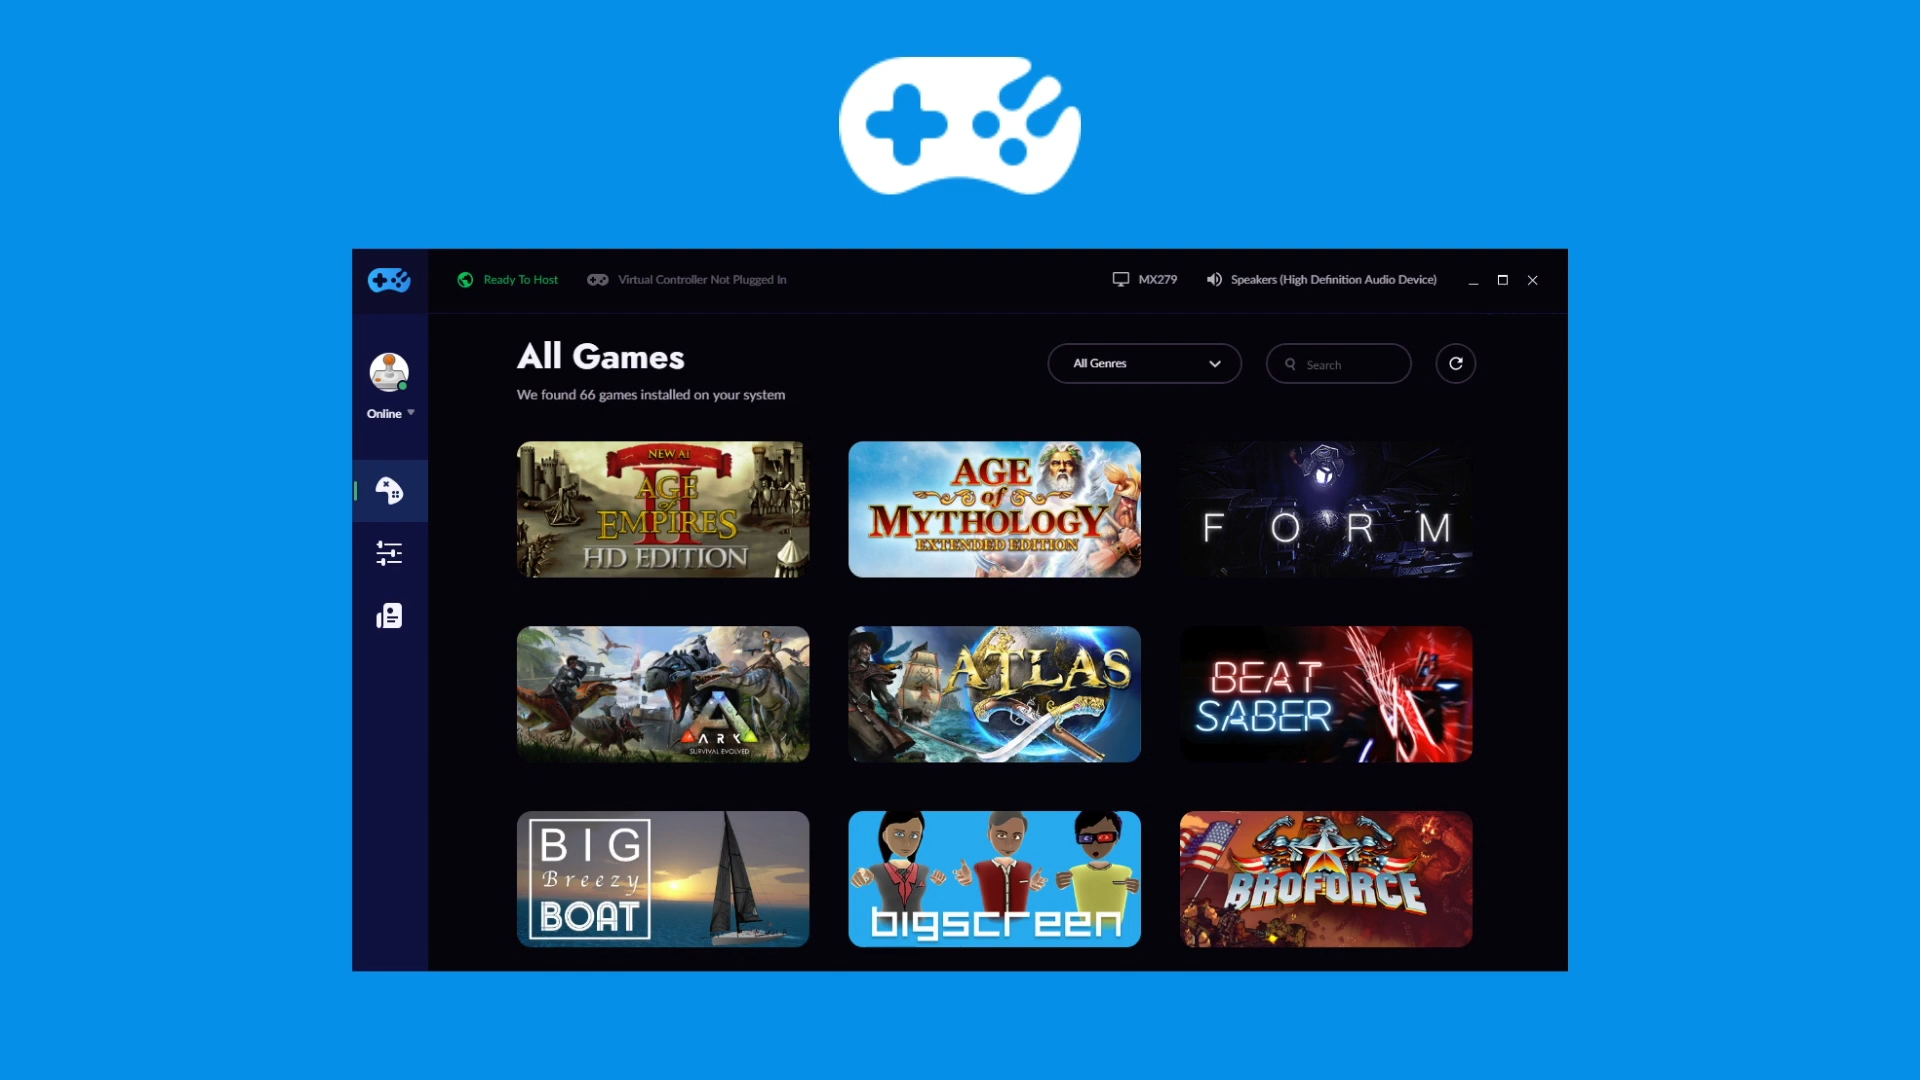 Ready To Host
Virtual Controller Not Plugged In
MX279
Speakers (High Definition Audio Device)
Online
All Games
We found 66 games installed on your system
All Genres
Search
NEW AI
II
AGE
of
EMPIRES
HD EDITION
AGE
of
MYTHOLOGY
EXTENDED EDITION
FORM
ARK
SURVIVAL EVOLVED
ATLAS
BEAT
SABER
BIG
Breezy
BOAT
bigscreen
BROFORCE